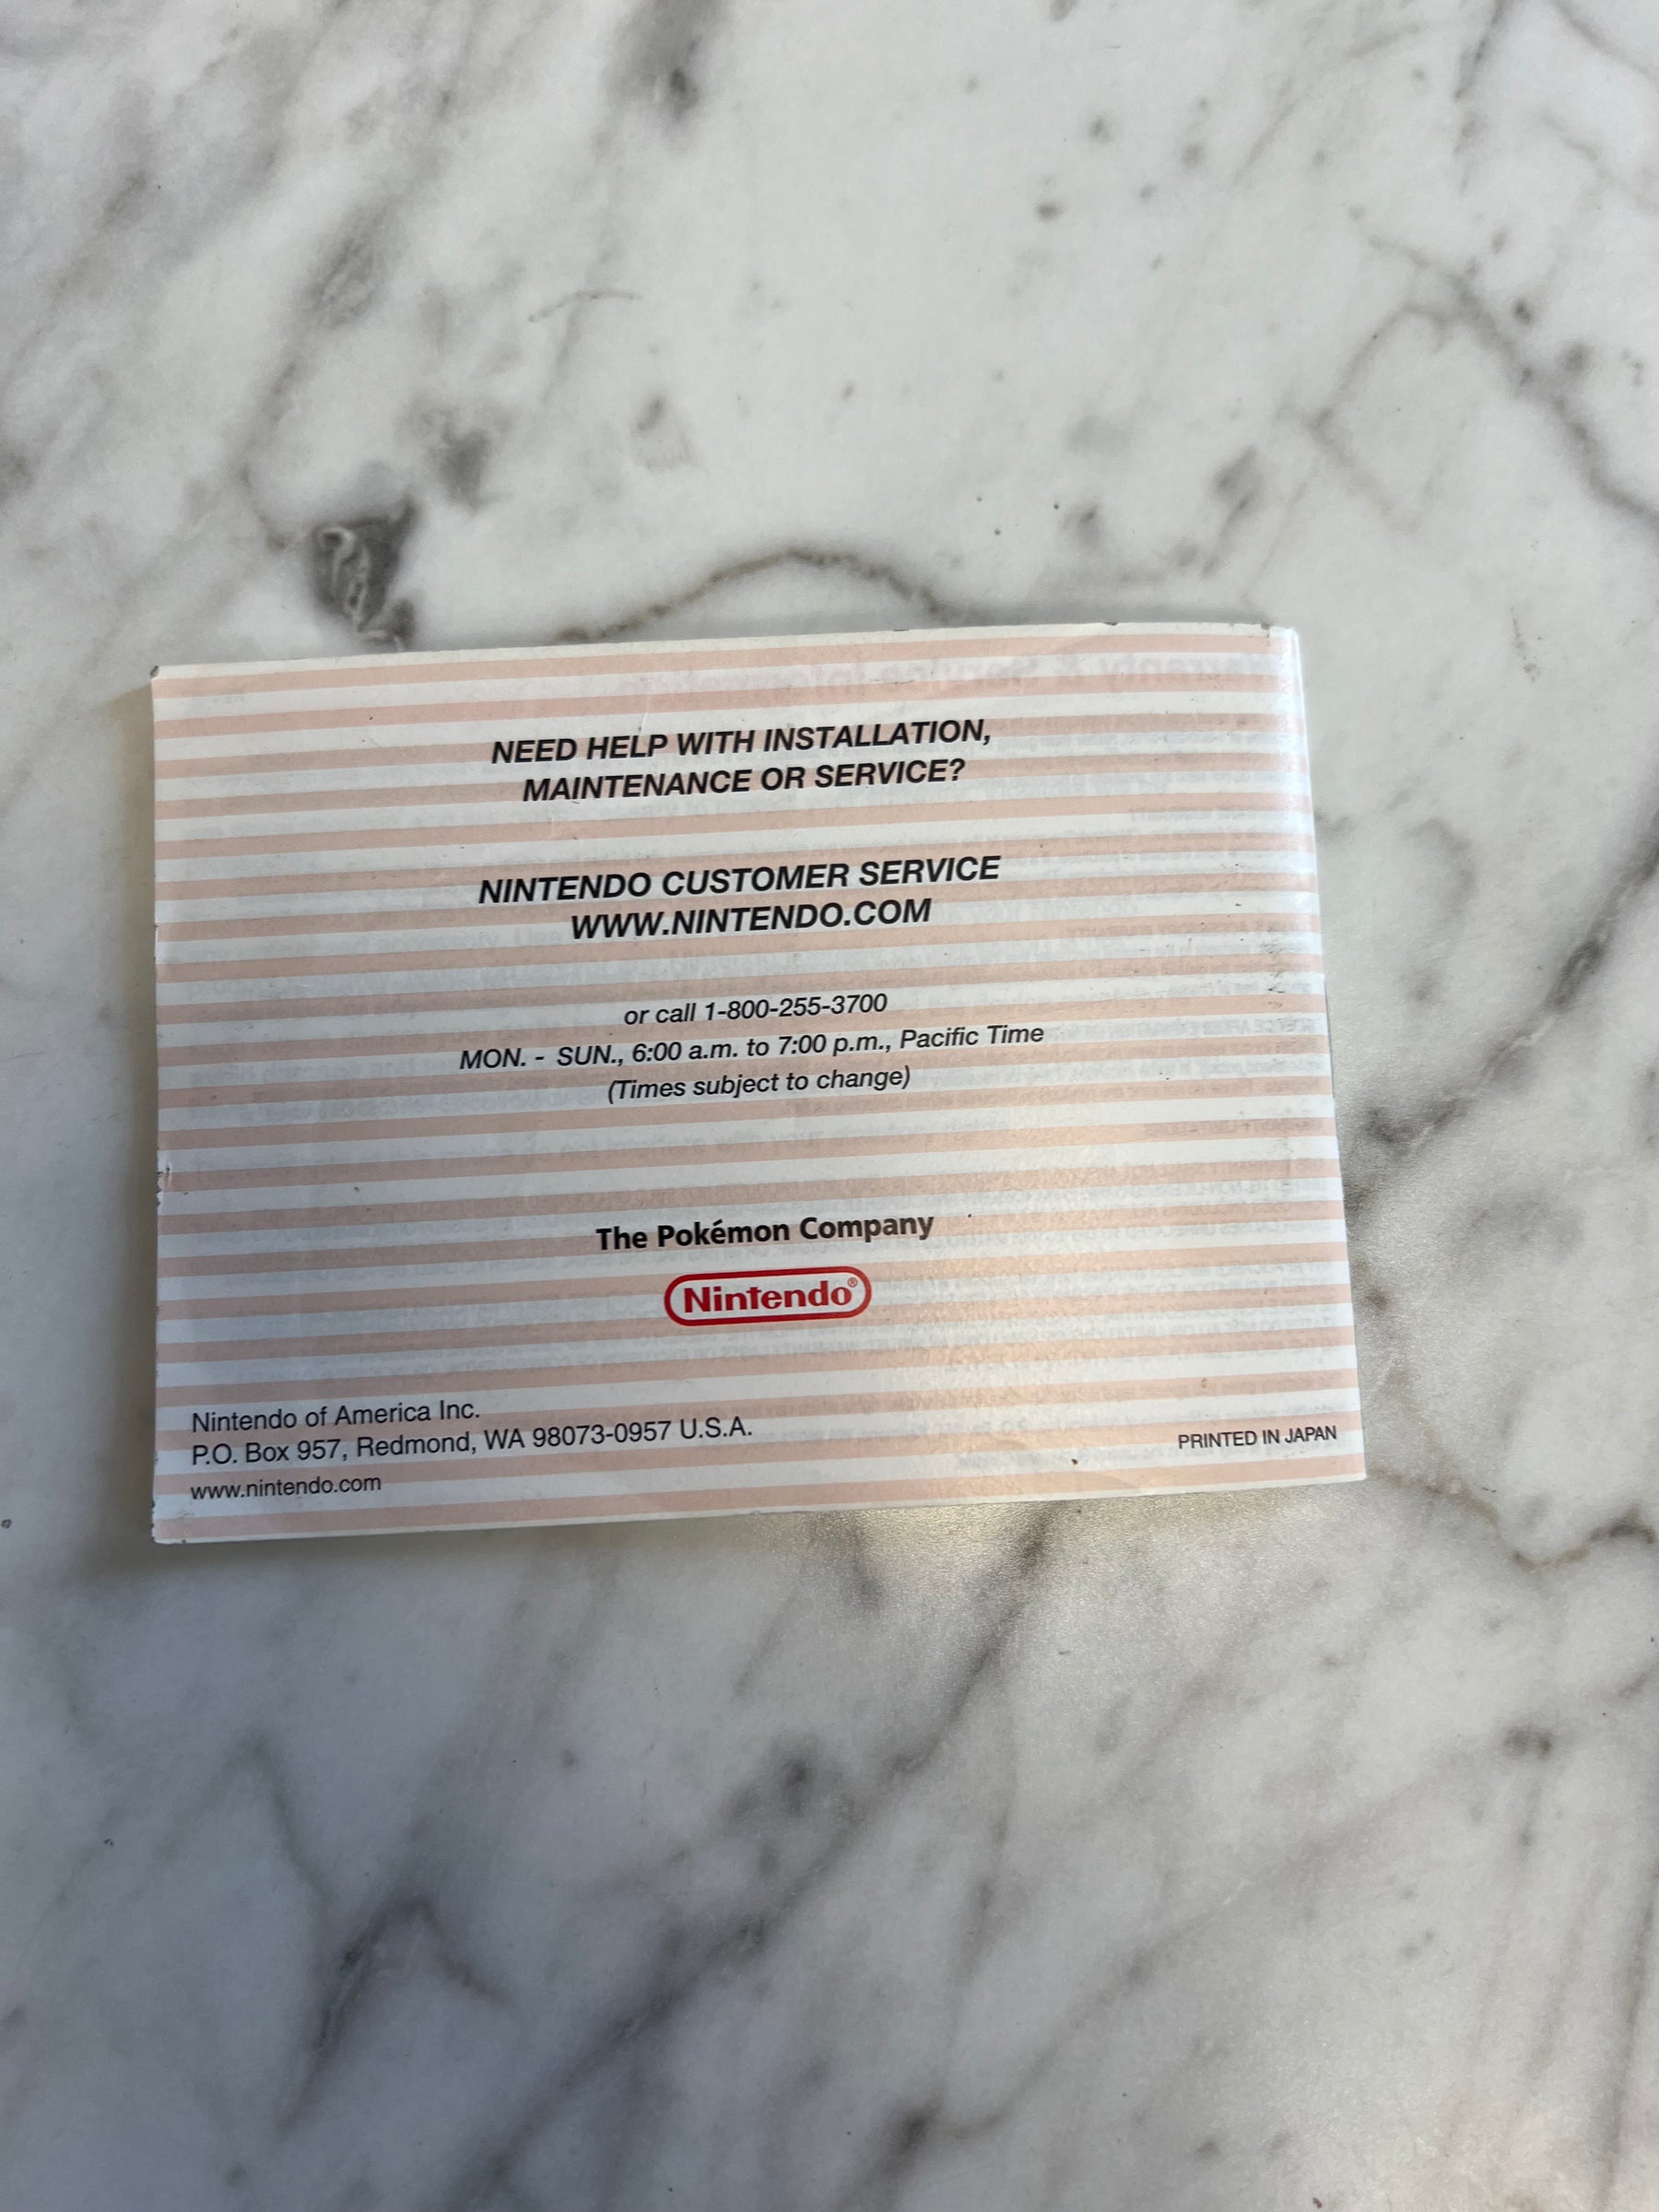 NEED HELP WITH INSTALLATION,
MAINTENANCE OR SERVICE?
NINTENDO CUSTOMER SERVICE
WWW.NINTENDO.COM
or call 1-800-255-3700
MON. - SUN., 6:00 a.m. to 7:00 p.m., Pacific Time
(Times subject to change)
The Pokémon Company
Nintendo®
Nintendo of America Inc.
P.O. Box 957, Redmond, WA 98073-0957 U.S.A.
www.nintendo.com
PRINTED IN JAPAN